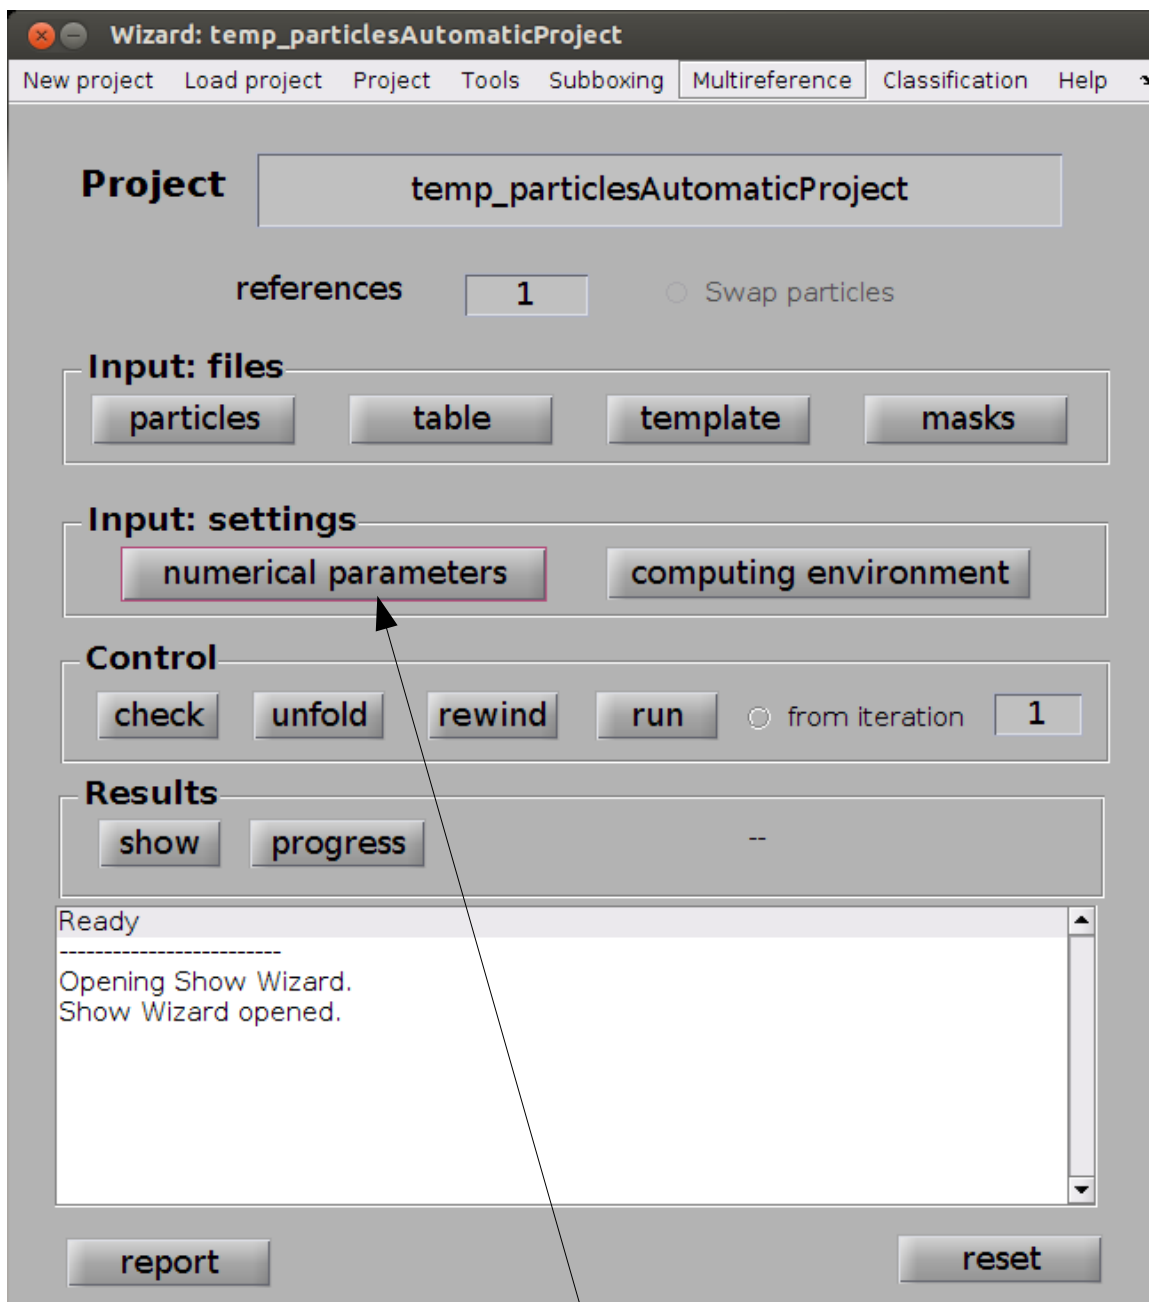 Wizard: temp_particlesAutomaticProject
New project Load project Project Tools Subboxing Multireference Classification Help
Project temp_particlesAutomaticProject
references 1 Swap particles
Input: files
particles table template masks
Input: settings
numerical parameters computing environment
Control
check unfold rewind run from iteration 1
Results
show progress --
Ready
-------------------------
Opening Show Wizard.
Show Wizard opened.
report reset